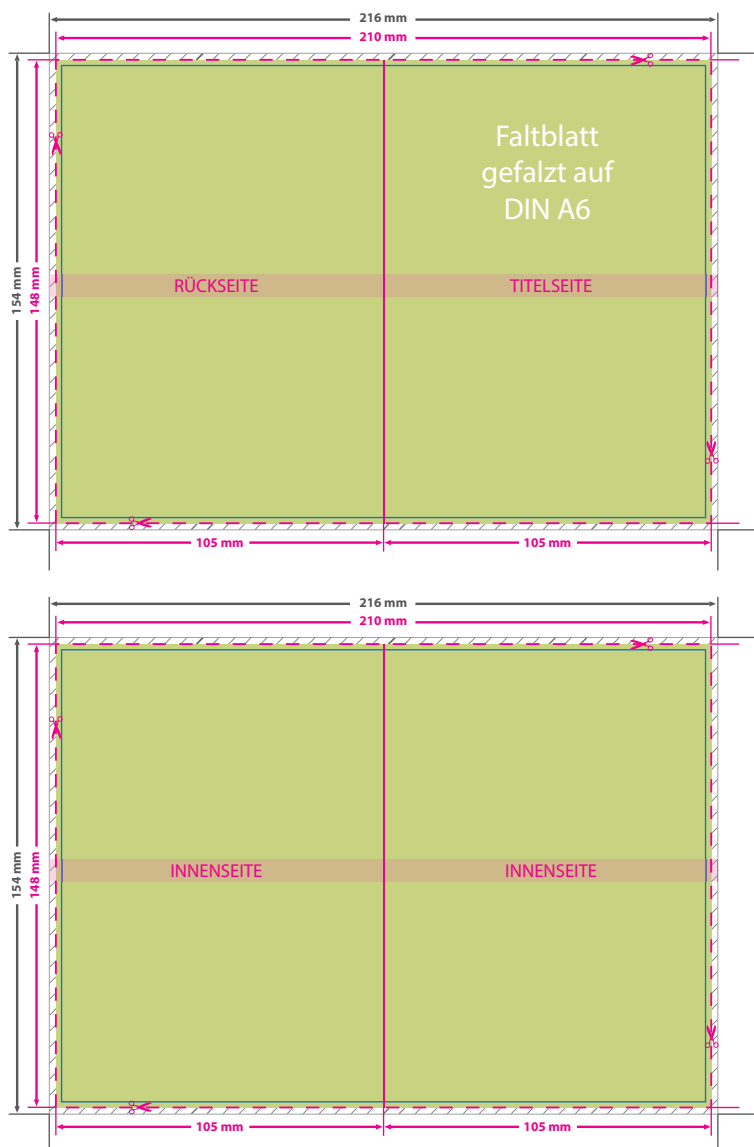 216 mm
210 mm
Faltblatt
gefalzt auf
DIN A6
154 mm
148 mm
RÜCKSEITE
TITELSEITE
105 mm
105 mm
216 mm
210 mm
154 mm
148 mm
INNENSEITE
INNENSEITE
105 mm
105 mm